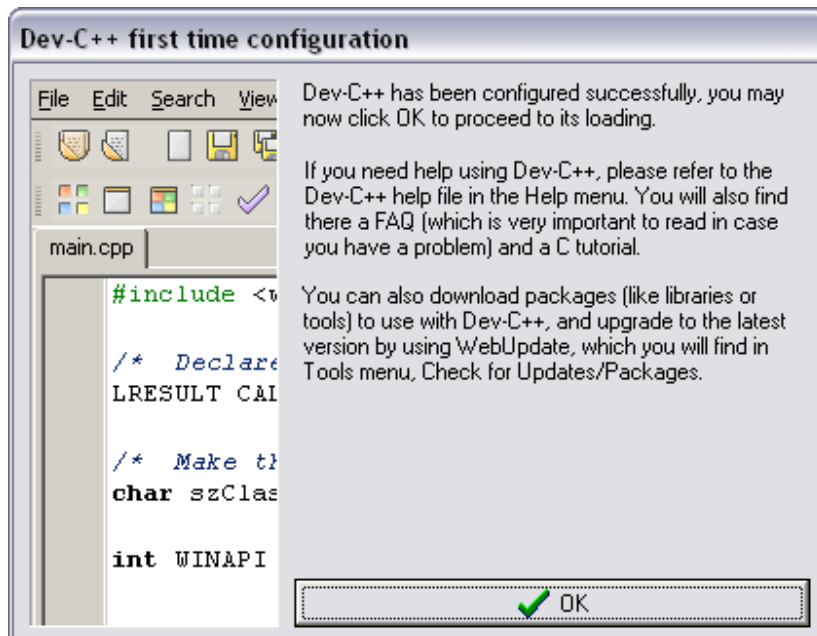 Dev-C++ first time configuration
File Edit Search View
main.cpp
#include
/* Declare
LRESULT
/* Make
char
int WINAPI
Dev-C++ has been configured successfully, you may
now click OK to proceed to its loading.
If you need help using Dev-C++, please refer to the
Dev-C++ help file in the Help menu. You will also find
there a FAQ (which is very important to read in case
you have a problem) and a C tutorial.
You can also download packages (like libraries or
tools) to use with Dev-C++, and upgrade to the latest
version by using WebUpdate, which you will find in
Tools menu, Check for Updates/Packages.
OK